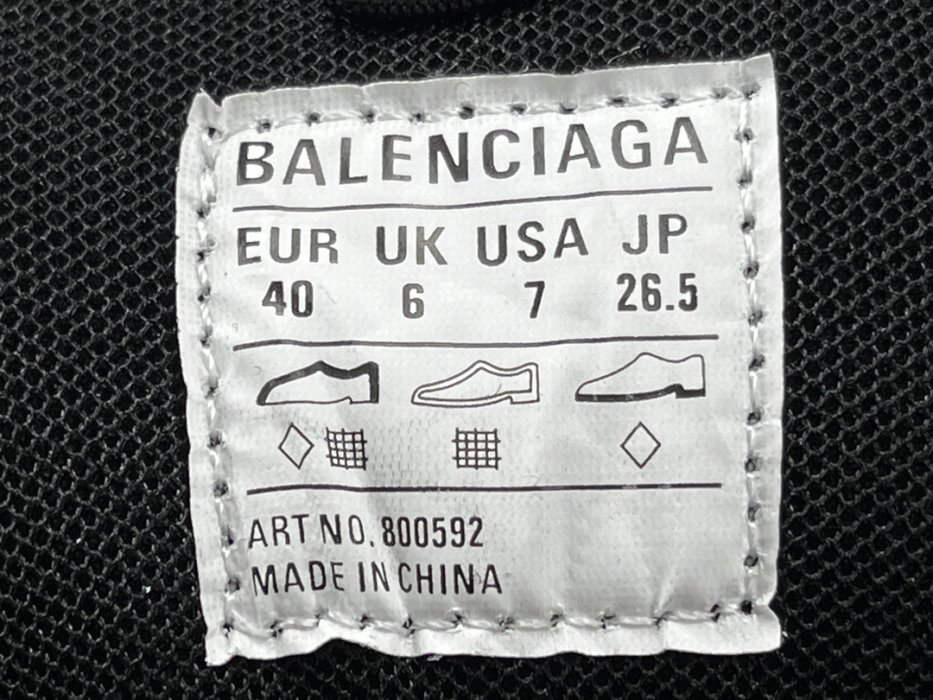 BALENCIAGA
EUR UK USA JP
40 6 7 26.5
ART NO. 800592
MADE IN CHINA